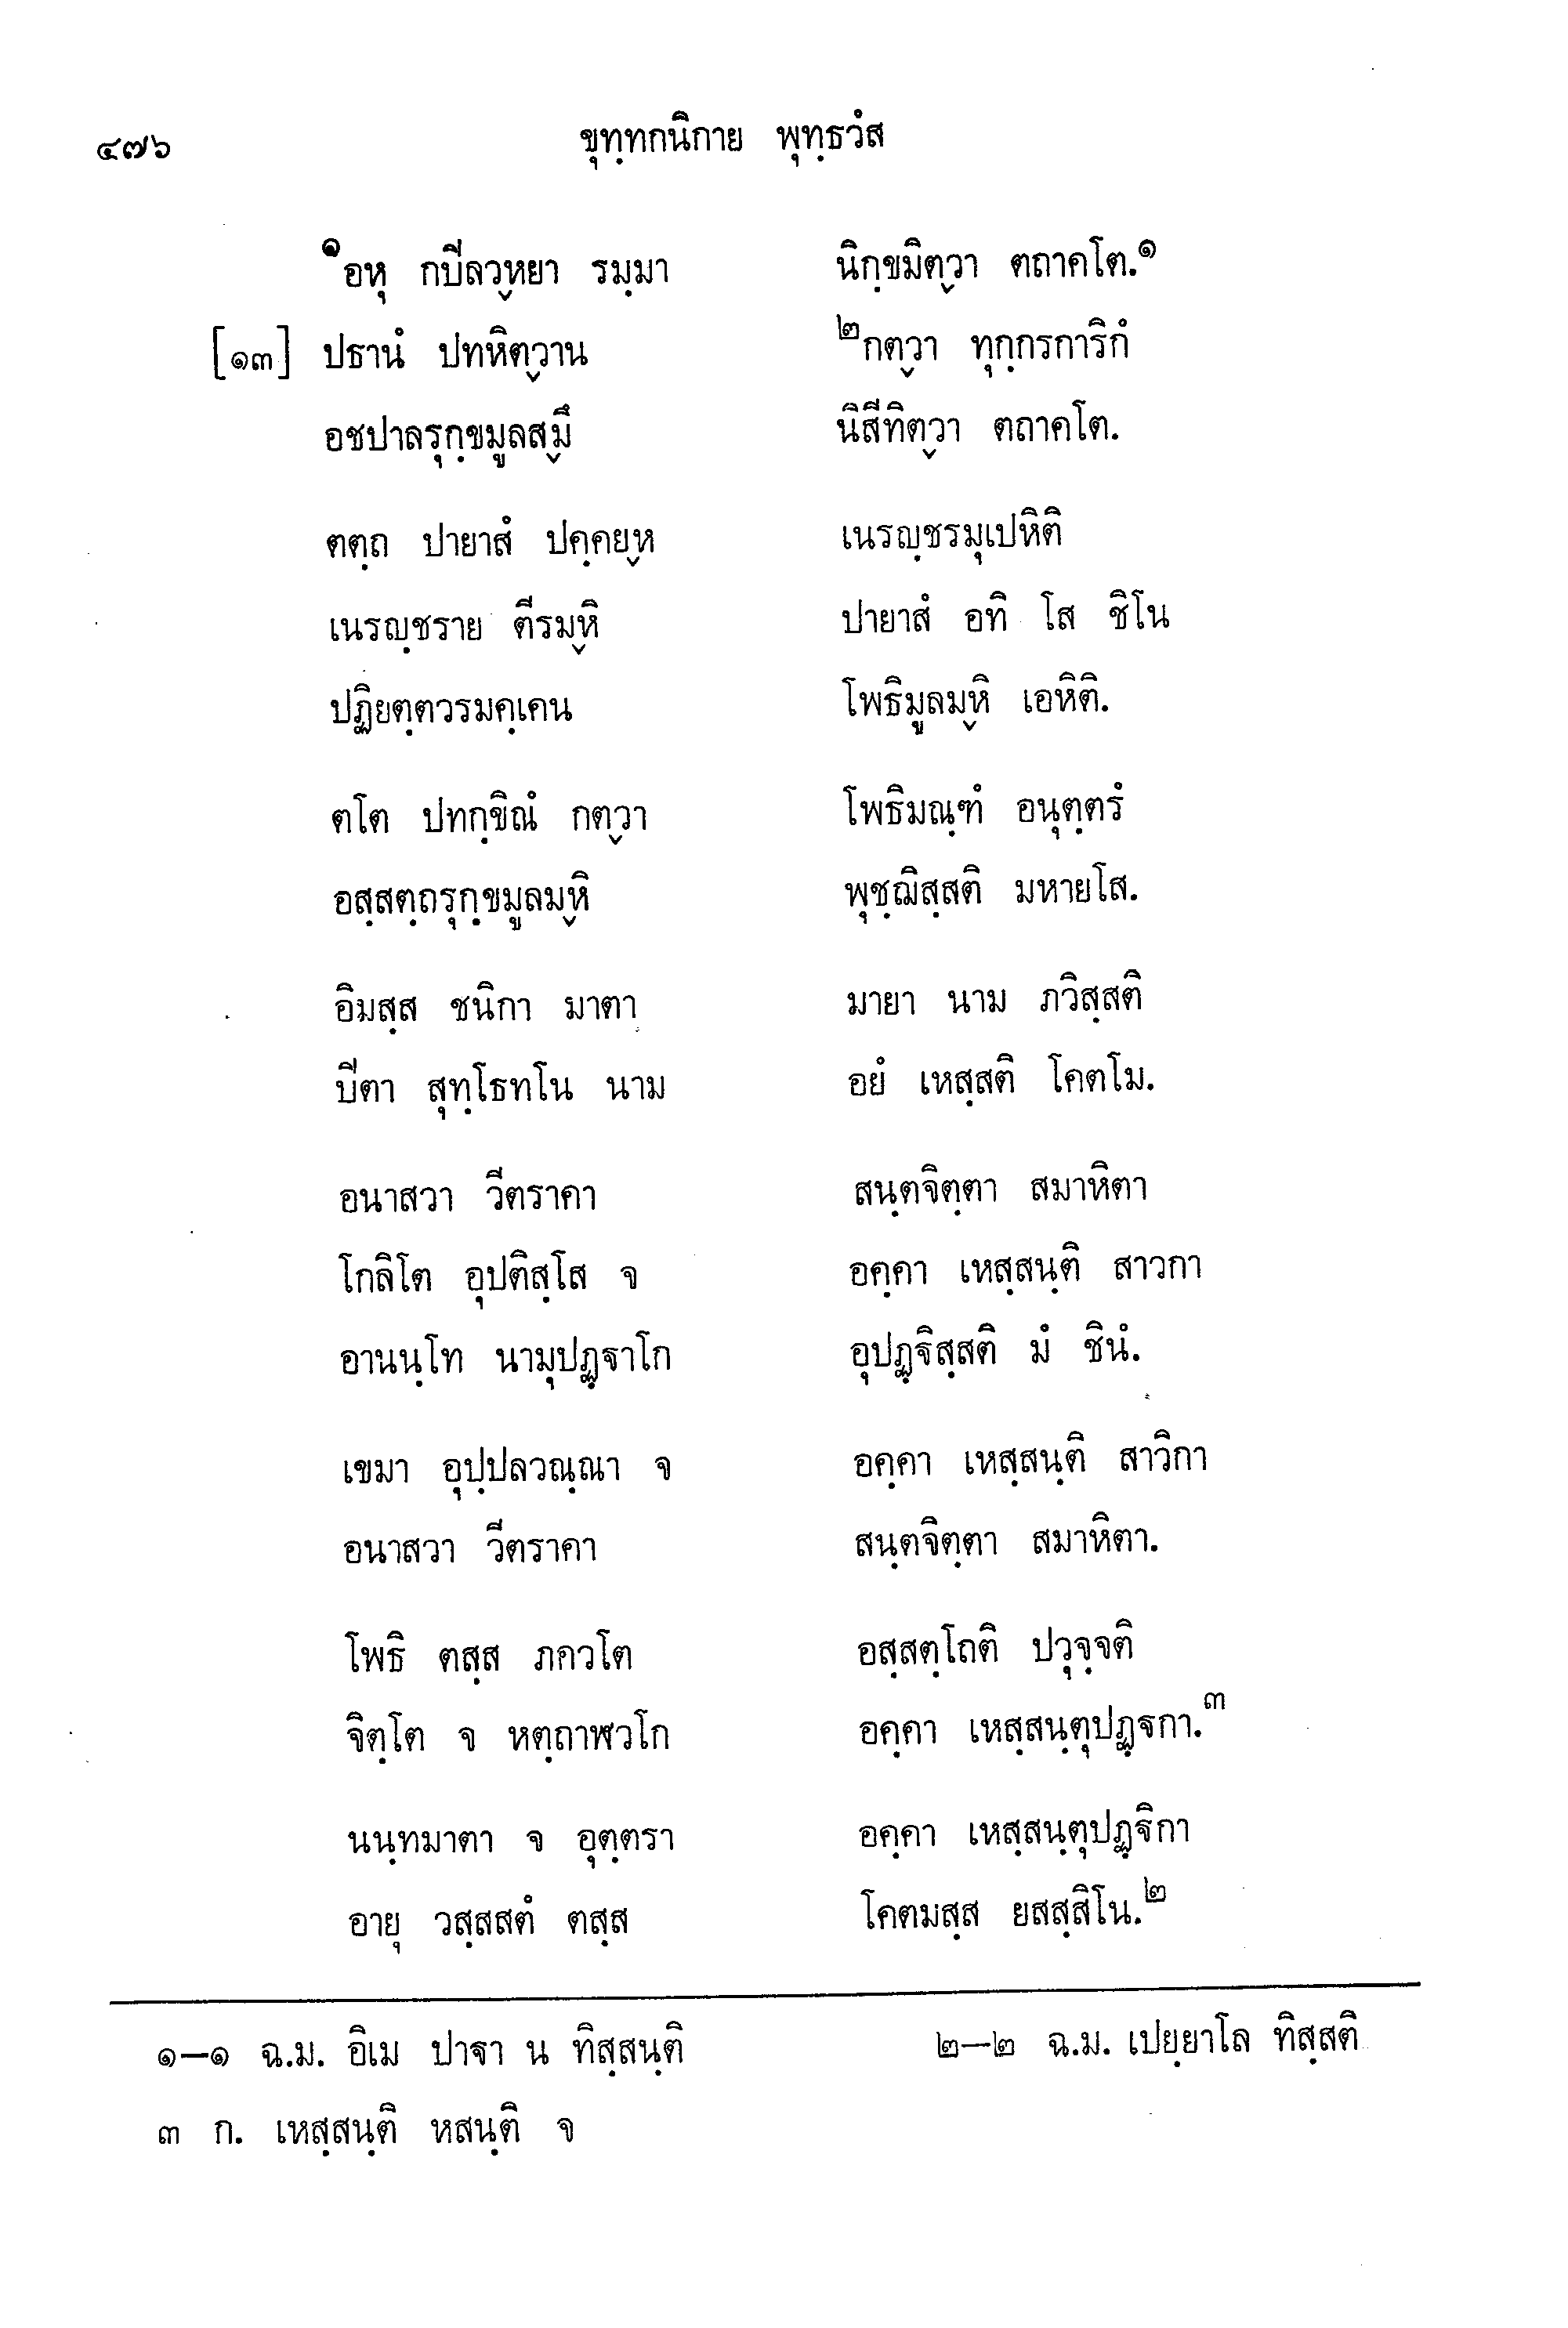 ๔๗๖ ขุทฺทกนิกาย พุทฺธวํส
๑อหุ กปิลวฺหยา รมฺมา นิกฺขมิตฺวา ตถาคโต.๑
[๑๓] ปธานํ ปทหิตฺวาน ๒กตฺวา ทุกฺกรการิกํ
อชปาลรุกฺขมูลสฺมึ นิสีทิตฺวา ตถาคโต.
ตตฺถ ปายาสํ ปคฺคยฺห เนรญฺชรมุเปหิติ
เนรญฺชราย ตีรมฺหิ ปายาสํ อทิ โส ชิโน
ปฏิยตฺตวรมคฺเคน โพธิมูลมฺหิ เอหิติ.
ตโต ปทกฺขิณํ กตฺวา โพธิมณฺฑํ อนุตฺตรํ
อสฺสตฺถรุกฺขมูลมฺหิ พุชฺฌิสฺสติ มหายโส.
อิมสฺส ชนิกา มาตา มายา นาม ภวิสฺสติ
ปิตา สุทฺโธทโน นาม อยํ เหสฺสติ โคตโม.
อนาสวา วีตราคา สนฺตจิตฺตา สมาหิตา
โกลิโต อุปติสฺโส จ อคฺคา เหสฺสนฺติ สาวกา
อานนฺโท นามุปฏฺฐาโก อุปฏฺฐิสฺสติ มํ ชินํ.
เขมา อุปฺปลวณฺณา จ อคฺคา เหสฺสนฺติ สาวิกา
อนาสวา วีตราคา สนฺตจิตฺตา สมาหิตา.
โพธิ ตสฺส ภควโต อสฺสตฺโถติ ปวุจฺจติ
จิตฺโต จ หตฺถาฬวโก อคฺคา เหสฺสนฺตุปฏฺฐกา.๓
นนฺทมาตา จ อุตฺตรา อคฺคา เหสฺสนฺตุปฏฺฐิกา
อายุ วสฺสสตํ ตสฺส โคตมสฺส ยสสฺสิโน.๒
๑–๑ ฉ.ม. อิเม ปาฐา น ทิสฺสนฺติ ๒–๒ ฉ.ม. เปยฺยาโล ทิสฺสติ
๓ ก. เหสฺสนฺติ หสนฺติ จ